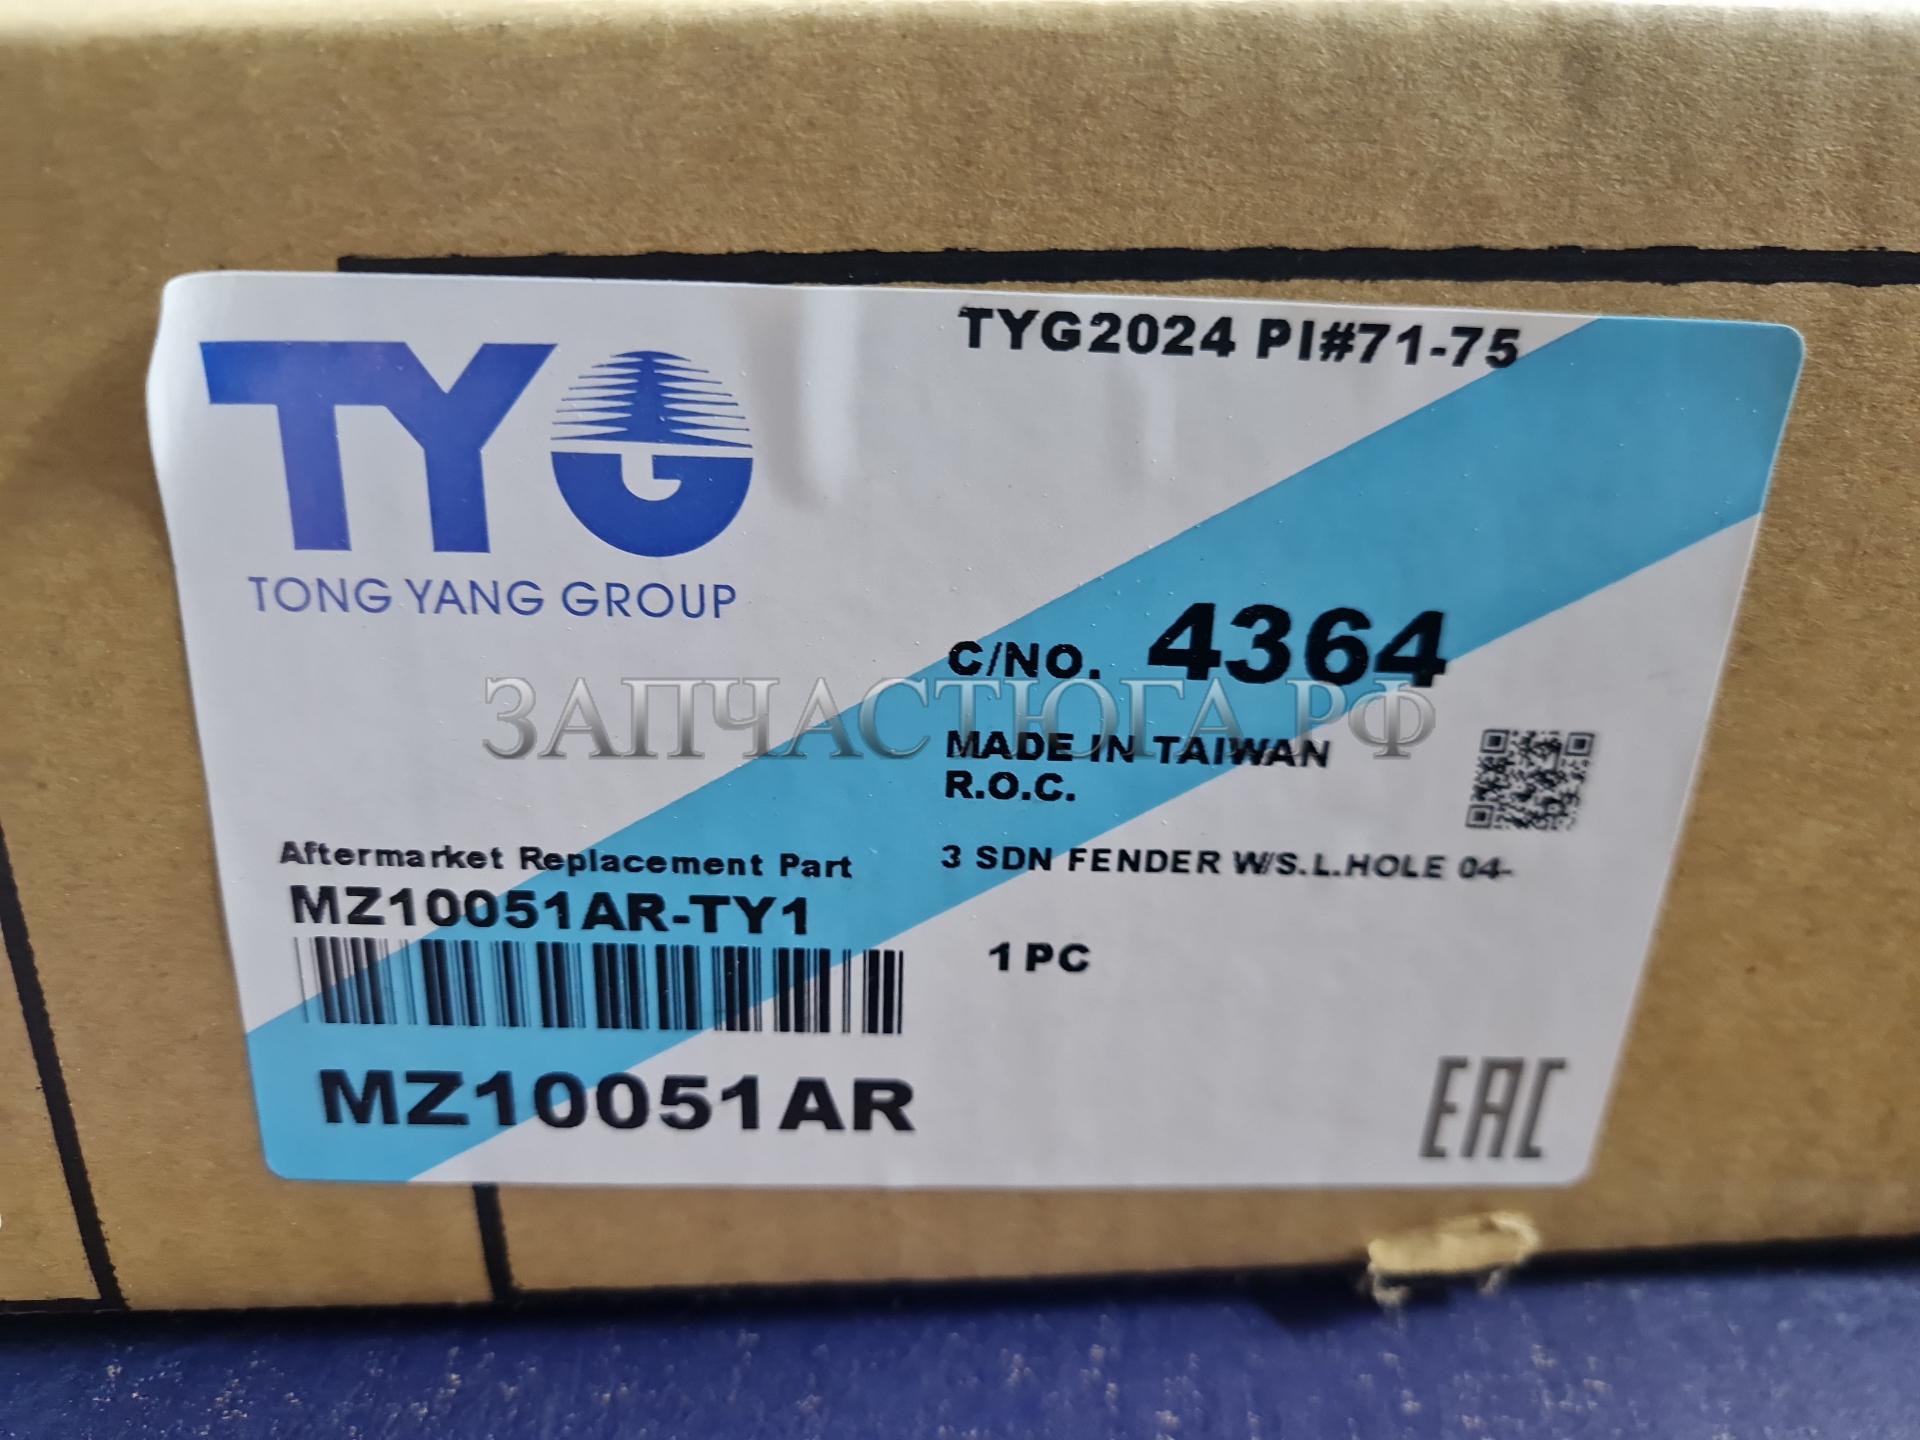 TYG
TONG YANG GROUP
TYG2024 PI#71-75
C/NO. 4364
ЗАПЧАСТЮГА.РФ
MADE IN TAIWAN
R.O.C.
Aftermarket Replacement Part
MZ10051AR-TY1
3 SDN FENDER W/S.L.HOLE 04-
1 PC
MZ10051AR
EAC